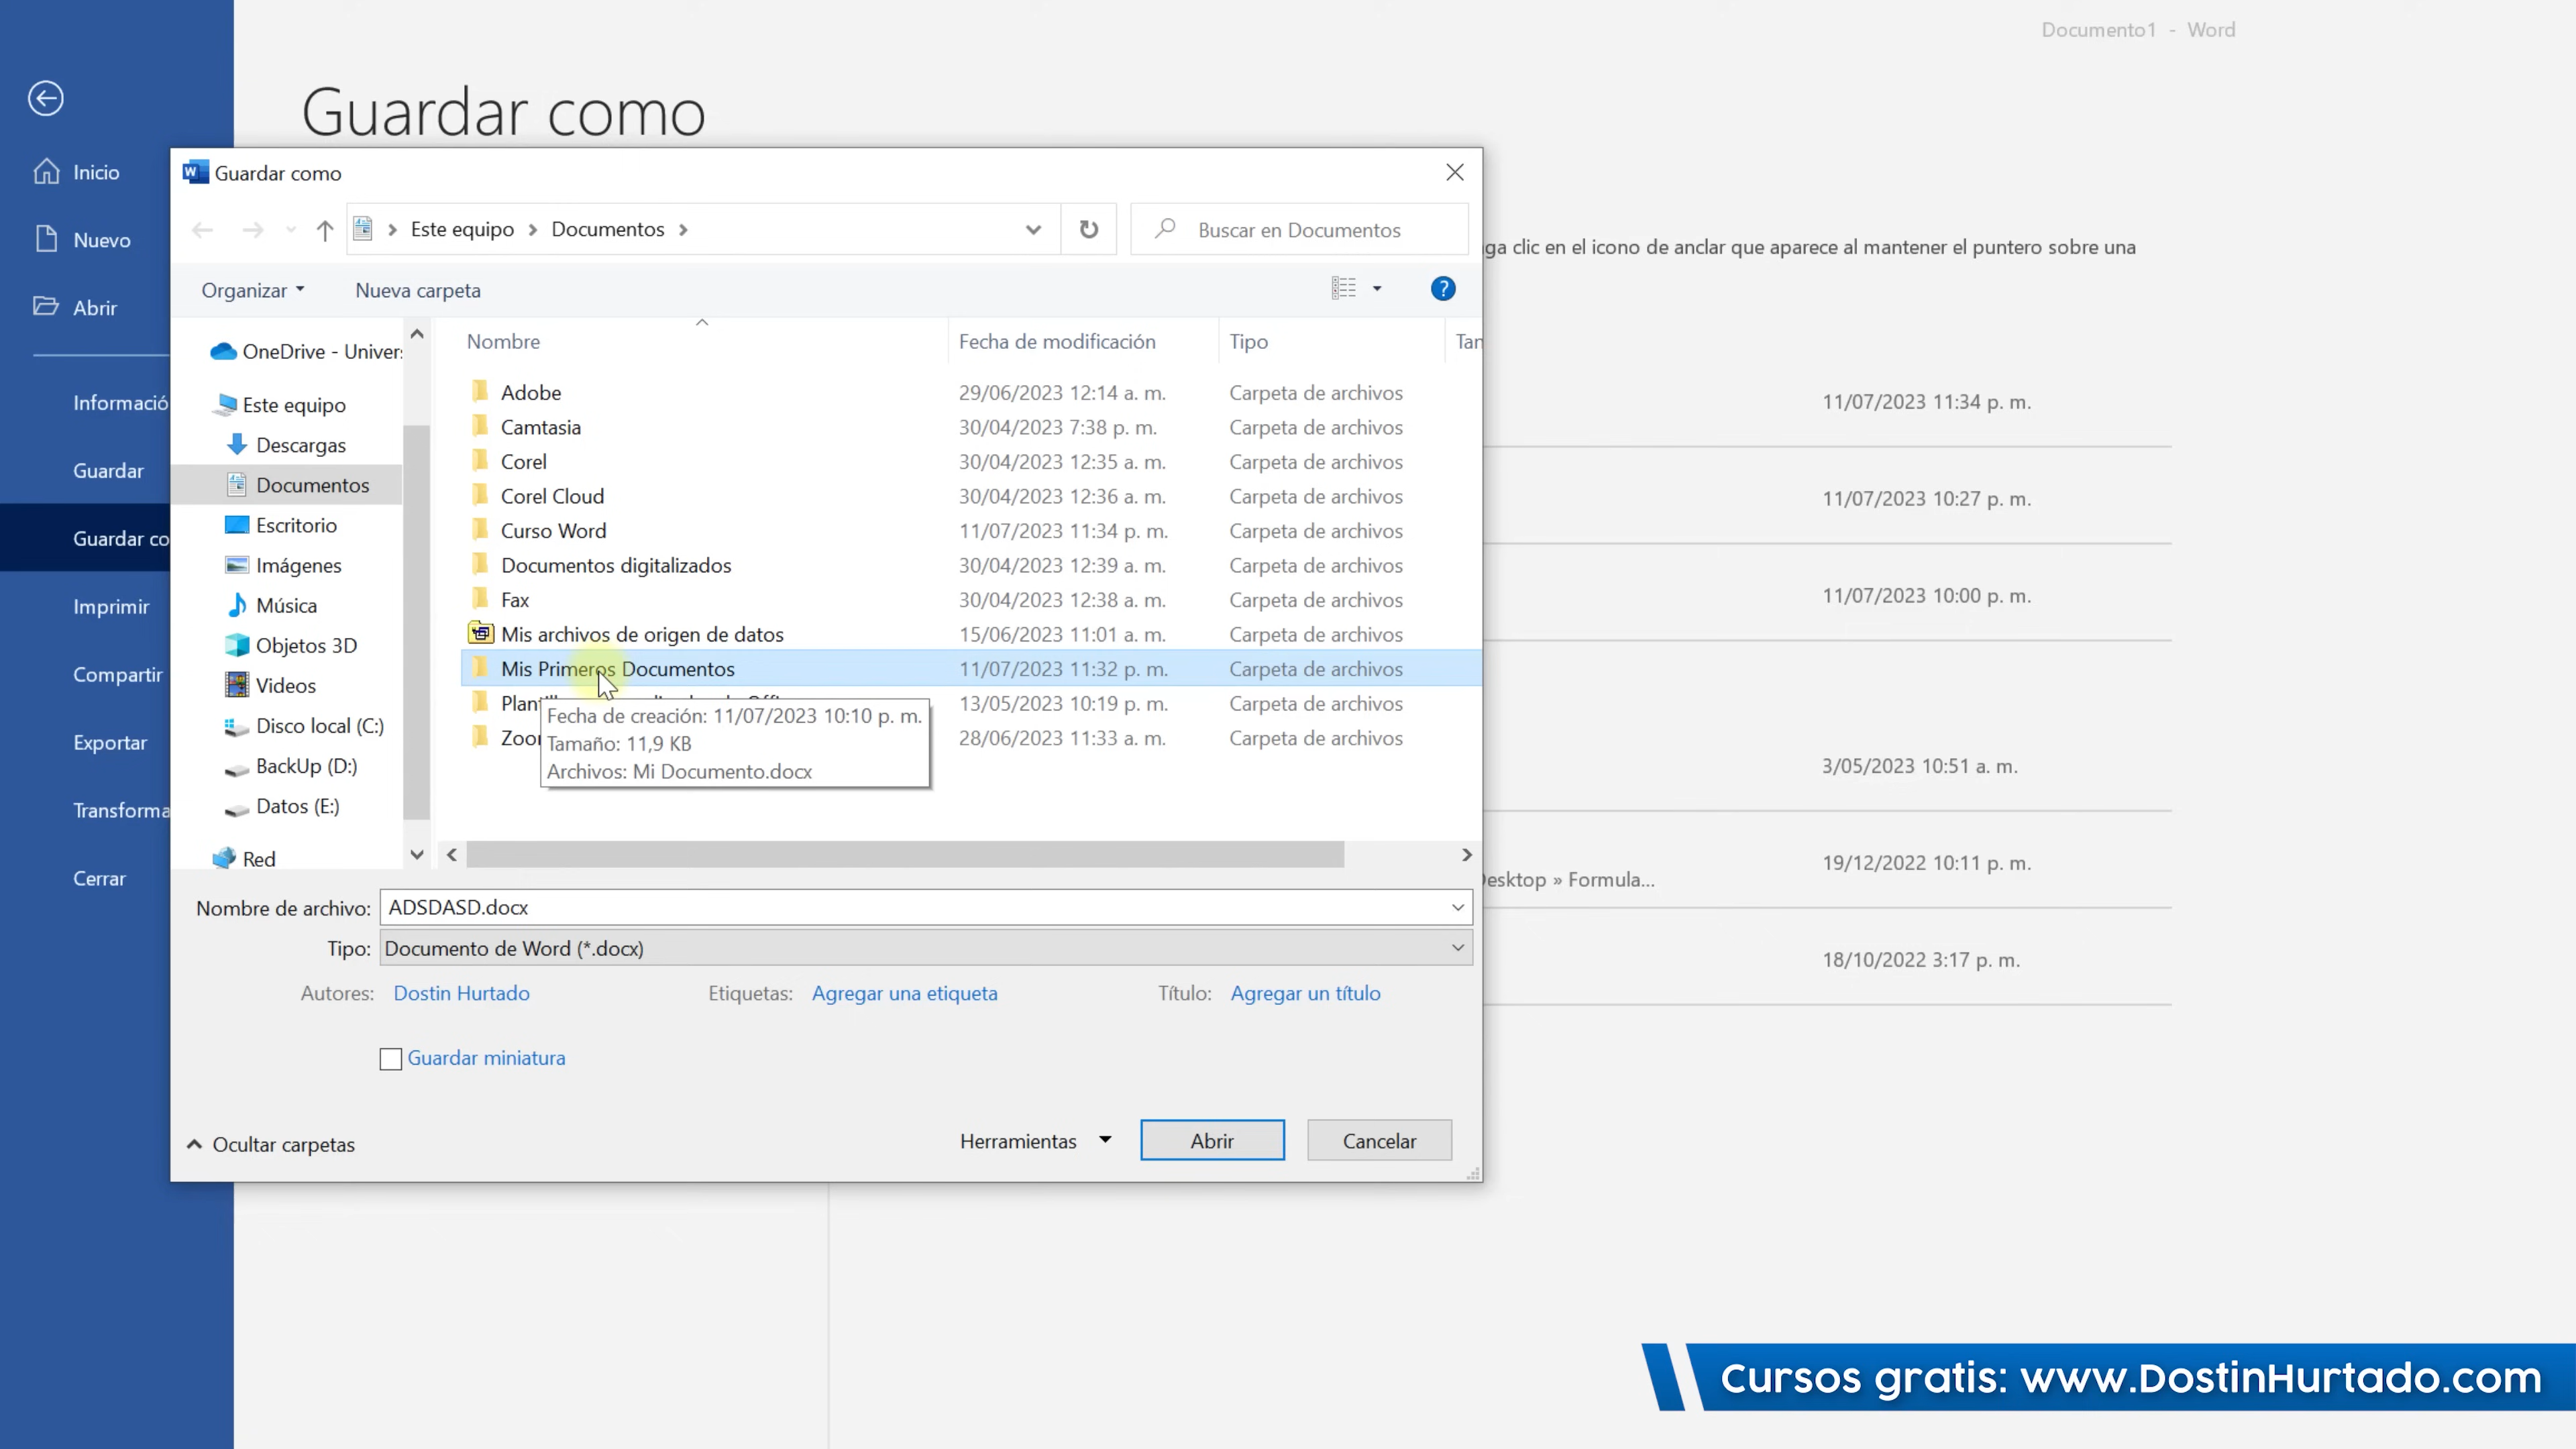 Documento1 - Word
Guardar como
Guardar como
Inicio
Este equipo
Documentos
Buscar en Documentos
ga clic en el icono de anclar que aparece al mantener el puntero sobre una
Nuevo
Organizar
Nueva carpeta
?
Abrir
Nombre
Fecha de modificación
Tipo
Tan
OneDrive - Univer
Este equipo
Descargas
Documentos
Escritorio
Imágenes
Música
Objetos 3D
Videos
Disco local (C:)
BackUp (D:)
Datos (E:)
Red
Adobe 29/06/2023 12:14 a. m. Carpeta de archivos
Camtasia 30/04/2023 7:38 p. m. Carpeta de archivos
Corel 30/04/2023 12:35 a. m. Carpeta de archivos
Corel Cloud 30/04/2023 12:36 a. m. Carpeta de archivos
Curso Word 11/07/2023 11:34 p. m. Carpeta de archivos
Documentos digitalizados 30/04/2023 12:39 a. m. Carpeta de archivos
Fax 30/04/2023 12:38 a. m. Carpeta de archivos
Mis archivos de origen de datos 15/06/2023 11:01 a. m. Carpeta de archivos
Mis Primeros Documentos 11/07/2023 11:32 p. m. Carpeta de archivos
Plant 13/05/2023 10:19 p. m. Carpeta de archivos
Zoo 28/06/2023 11:33 a. m. Carpeta de archivos
Fecha de creación: 11/07/2023 10:10 p. m.
Tamaño: 11,9 KB
Archivos: Mi Documento.docx
Informació
Guardar
Guardar co
Imprimir
Compartir
Exportar
Transforma
Cerrar
11/07/2023 11:34 p. m.
11/07/2023 10:27 p. m.
11/07/2023 10:00 p. m.
3/05/2023 10:51 a. m.
19/12/2022 10:11 p. m.
esktop » Formula...
18/10/2022 3:17 p. m.
Nombre de archivo: ADSDASD.docx
Tipo: Documento de Word (*.docx)
Autores: Dostin Hurtado
Etiquetas: Agregar una etiqueta
Título: Agregar un título
Guardar miniatura
Ocultar carpetas
Herramientas
Abrir
Cancelar
Cursos gratis: www.DostinHurtado.com